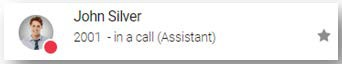 John Silver
2001 - in a call (Assistant)